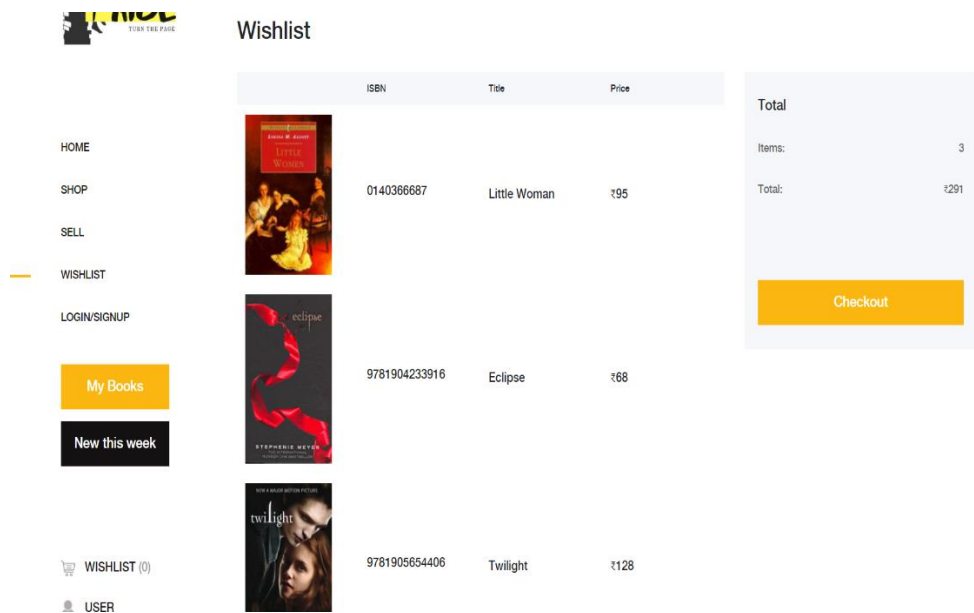 TURN THE PAGE
Wishlist
ISBN Title Price
HOME
SHOP
SELL
WISHLIST
LOGIN/SIGNUP
My Books
New this week
WISHLIST (0)
USER
LITTLE
WOMEN
0140366687 Little Woman ₹95
eclipse
STEPHENIE MEYER
9781904233916 Eclipse ₹68
NOW A MAJOR MOTION PICTURE
twilight
9781905654406 Twilight ₹128
Total
Items: 3
Total: ₹291
Checkout